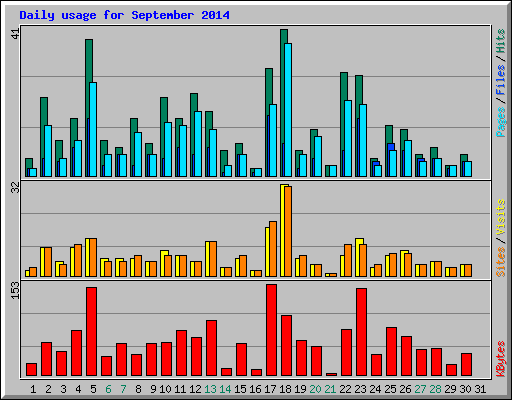 Daily usage for September 2014
41
Pages / Files / Hits
32
Sites / Visits
153
KBytes
1 2 3 4 5 6 7 8 9 10 11 12 13 14 15 16 17 18 19 20 21 22 23 24 25 26 27 28 29 30 31